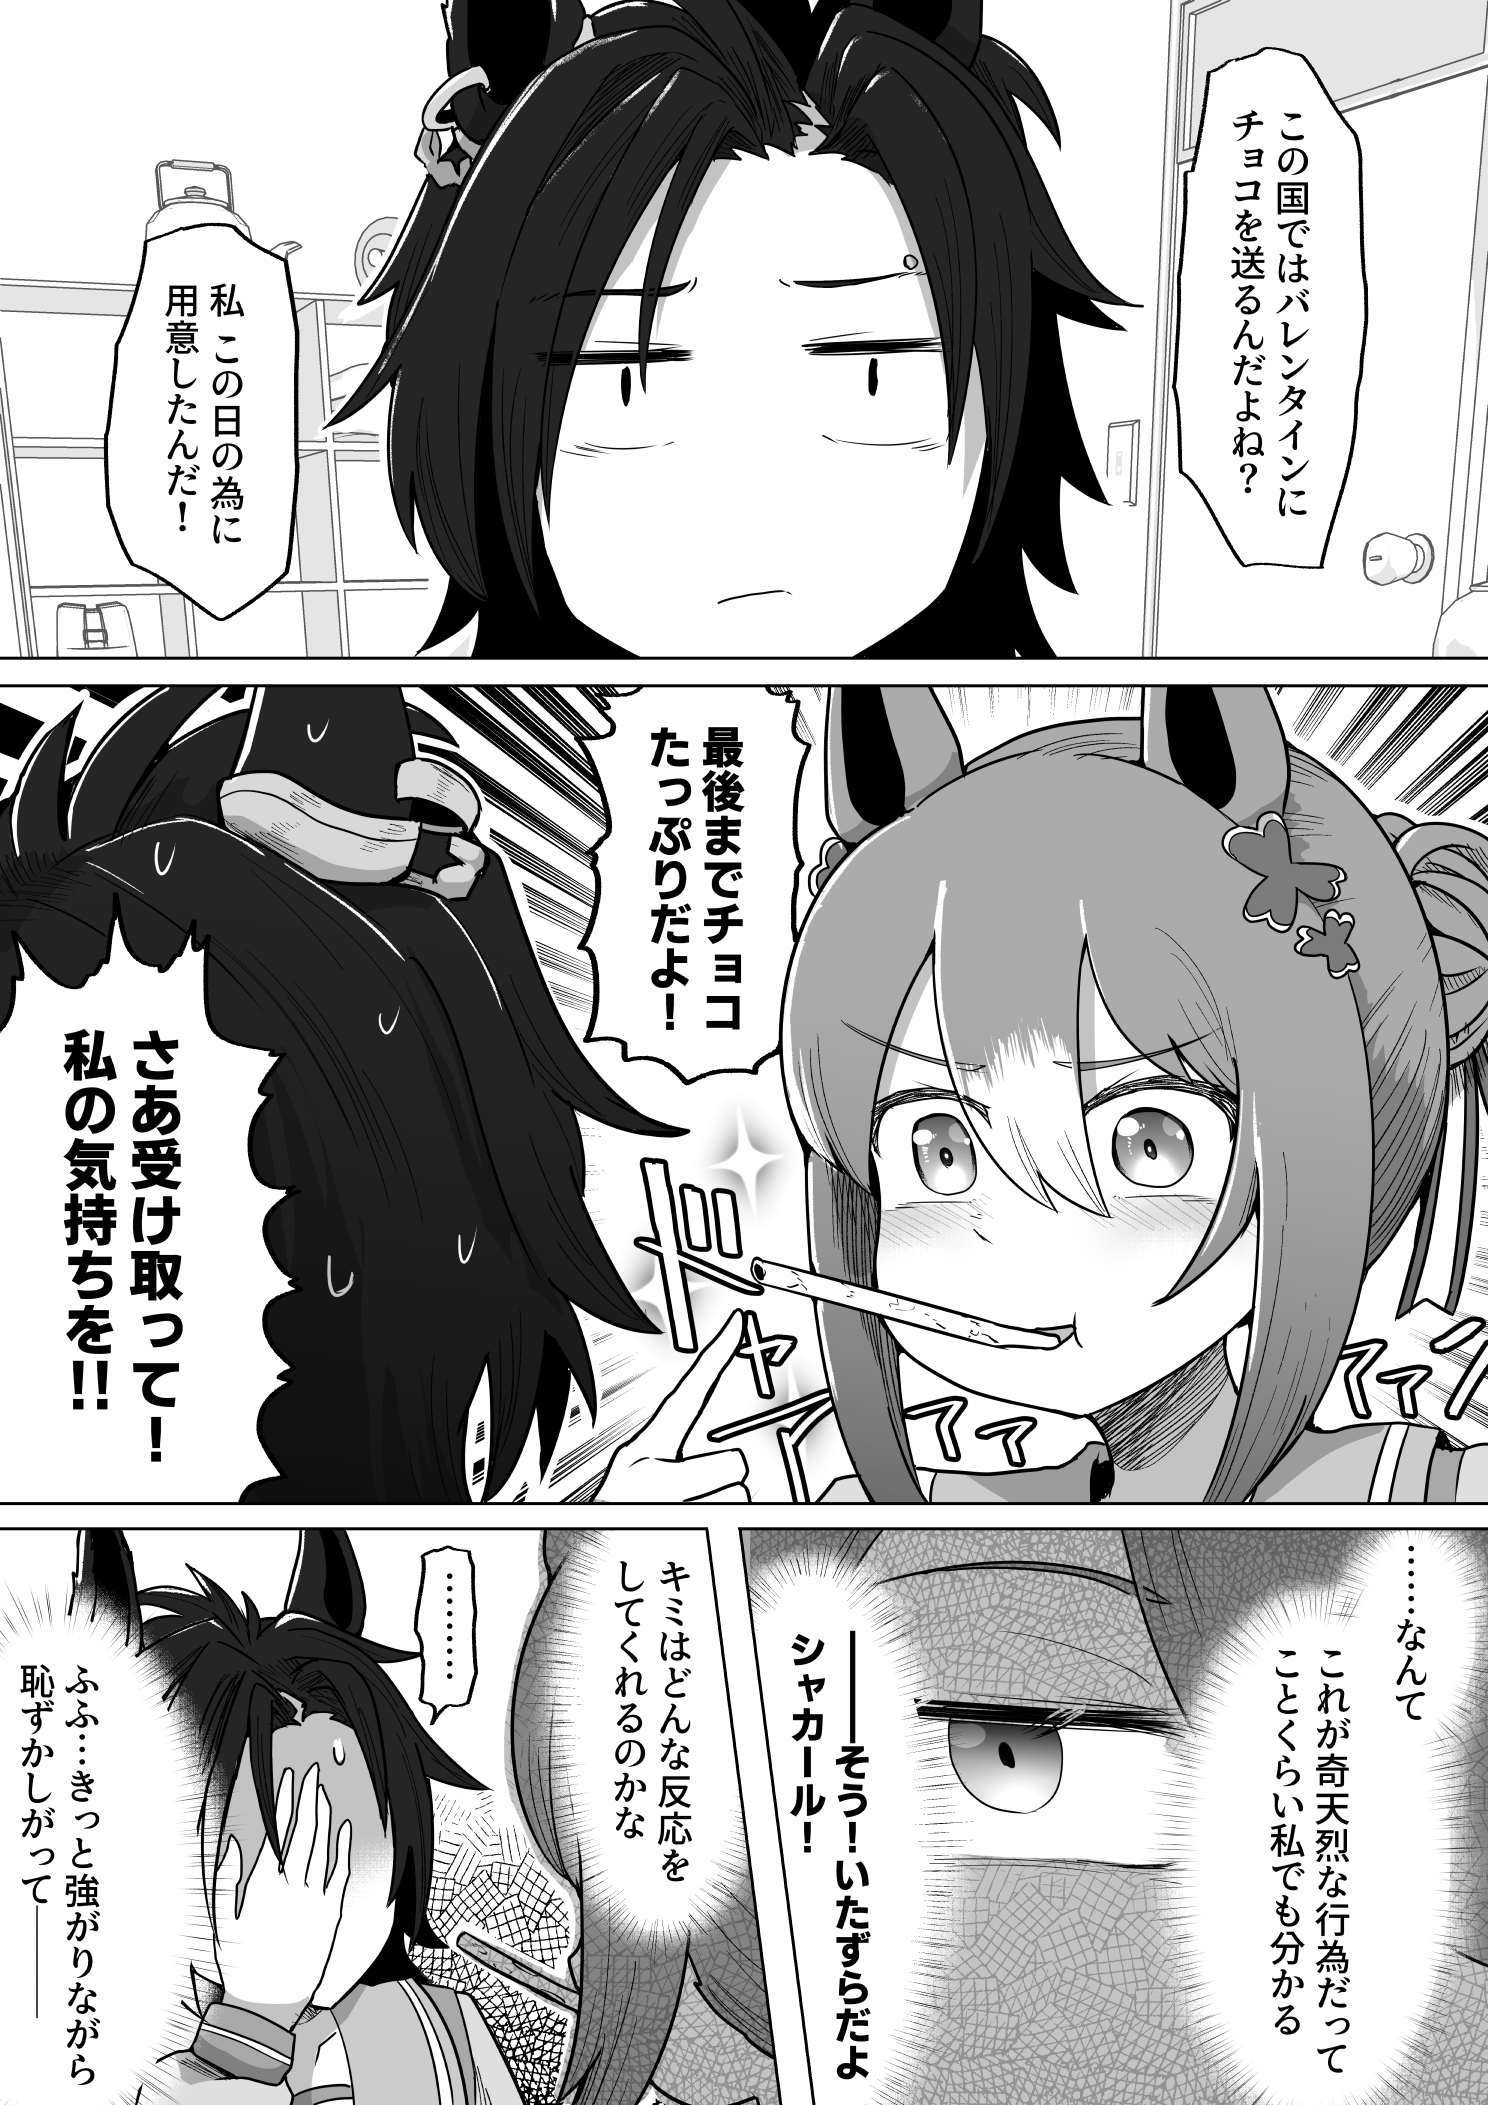 この国ではバレンタインに
チョコを送るんだよね？
私 この日の為に
用意したんだ！
最後までチョコ
たっぷりだよ！
さあ受け取って！
私の気持ちを!!
ドヤァァァァァ
……なんて
これが奇天烈な行為だって
ことくらい私でも分かる
――そう！いたずらだよ
シャカール！
キミはどんな反応を
してくれるのかな
………
ふふ…きっと強がりながら
恥ずかしがって――